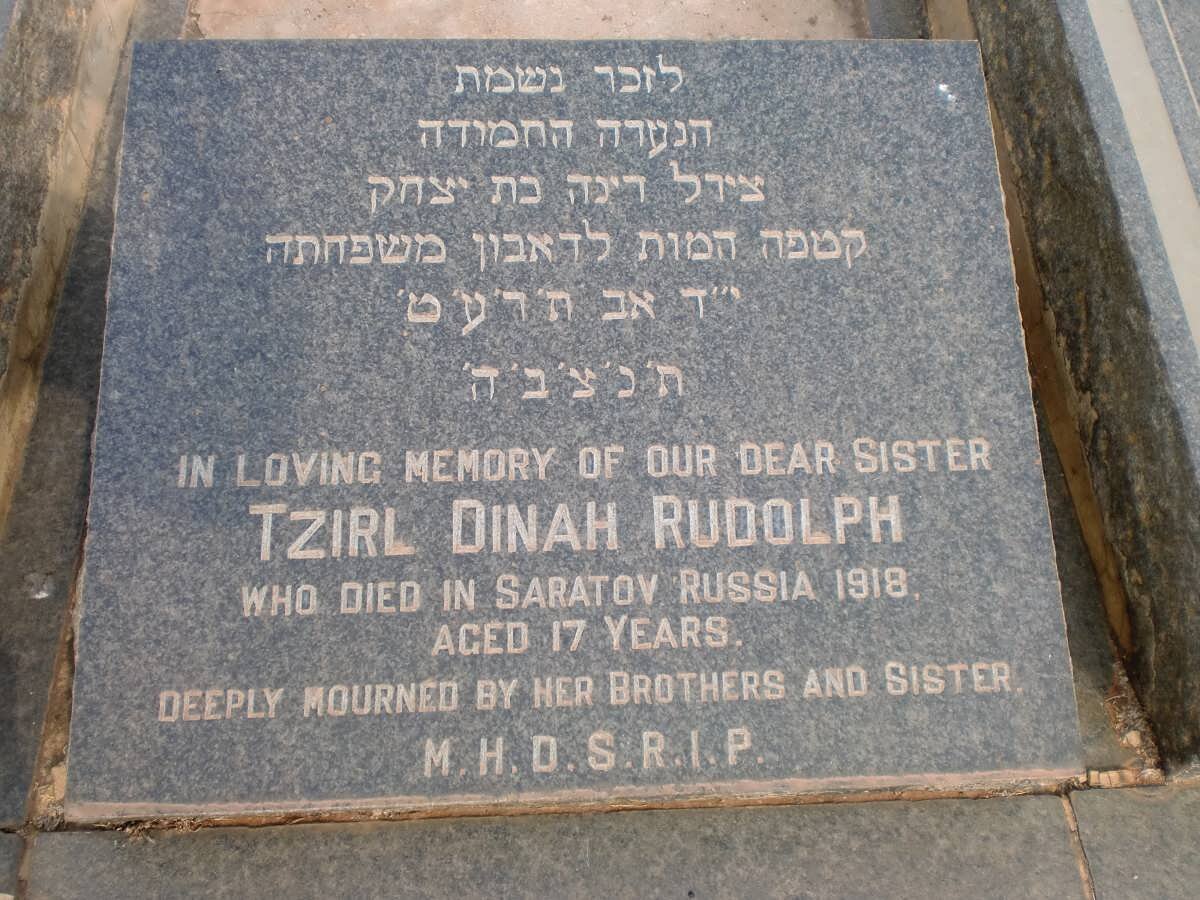 לזכר נשמת
הנערה החמודה
צירל דינה בת יצחק
קטפה המות לדאבון משפחתה
י״ד אב ת׳ר׳ע׳ט׳
ת׳נ׳צ׳ב׳ה׳
IN LOVING MEMORY OF OUR DEAR SISTER
TZIRL DINAH RUDOLPH
WHO DIED IN SARATOV RUSSIA 1918.
AGED 17 YEARS.
DEEPLY MOURNED BY HER BROTHERS AND SISTER.
M.H.D.S.R.I.P.